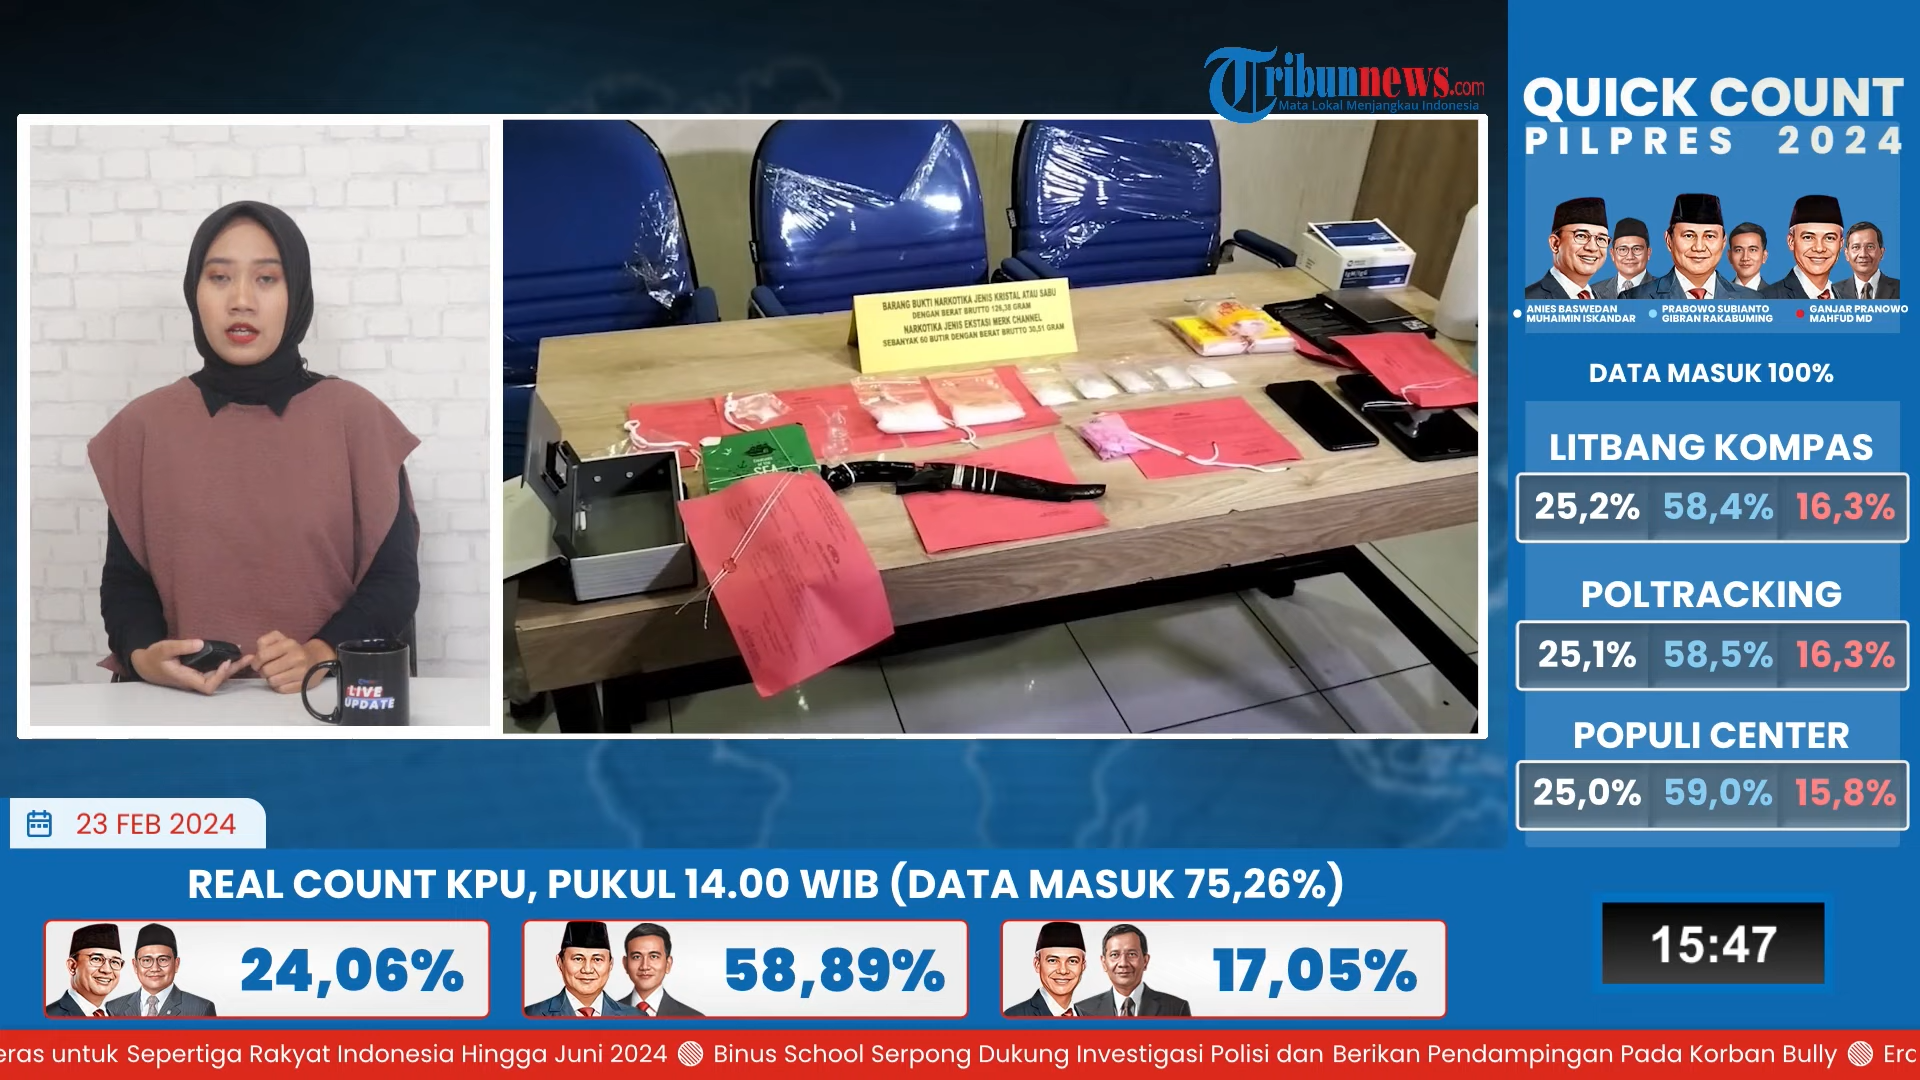 Tribunnews.com
Mata Lokal Menjangkau Indonesia
BARANG BUKTI NARKOTIKA JENIS KRISTAL ATAU SABU
DENGAN BERAT BRUTTO 126,38 GRAM
NARKOTIKA JENIS EKSTASI MERK CHANNEL
SEBANYAK 60 BUTIR DENGAN BERAT BRUTTO 30,51 GRAM
SEA
LIVE
UPDATE
QUICK COUNT
PILPRES 2024
ANIES BASWEDAN
MUHAIMIN ISKANDAR
PRABOWO SUBIANTO
GIBRAN RAKABUMING
GANJAR PRANOWO
MAHFUD MD
DATA MASUK 100%
LITBANG KOMPAS
25,2% 58,4% 16,3%
POLTRACKING
25,1% 58,5% 16,3%
POPULI CENTER
25,0% 59,0% 15,8%
23 FEB 2024
REAL COUNT KPU, PUKUL 14.00 WIB (DATA MASUK 75,26%)
24,06% 58,89% 17,05%
15:47
eras untuk Sepertiga Rakyat Indonesia Hingga Juni 2024 Binus School Serpong Dukung Investigasi Polisi dan Berikan Pendampingan Pada Korban Bully Erc